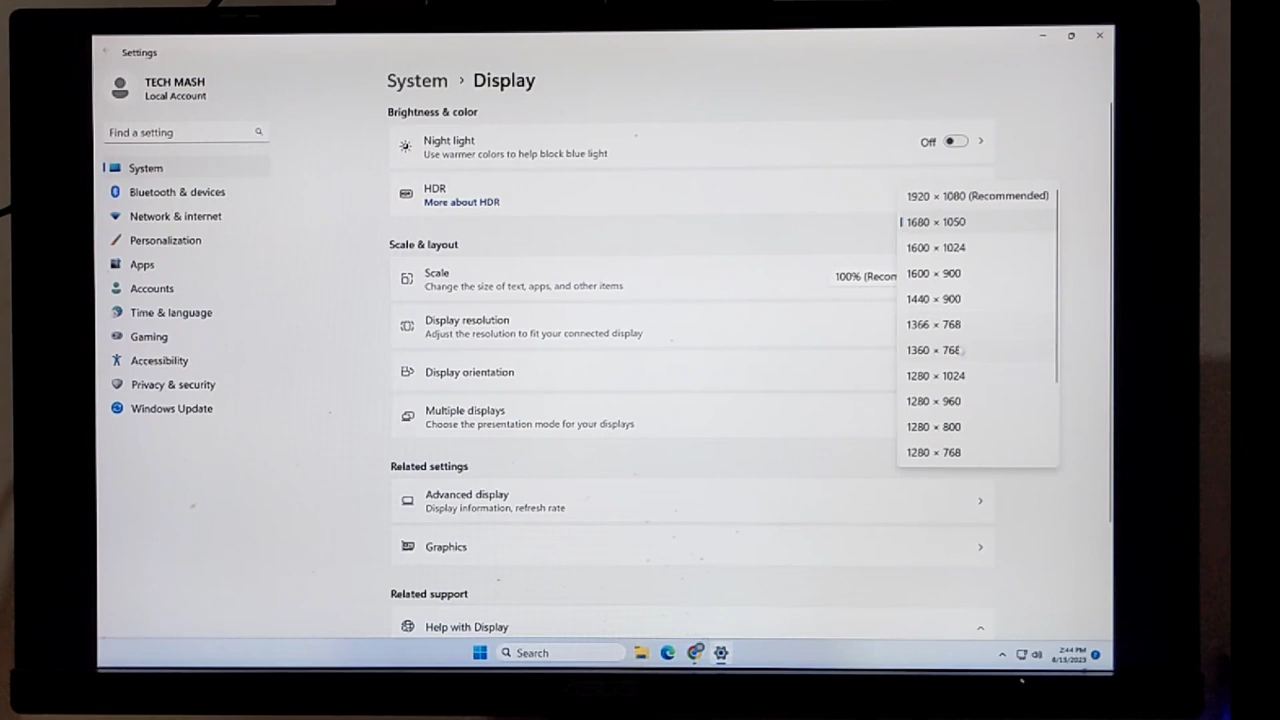 Settings
TECH MASH
Local Account
Find a setting
System
Bluetooth & devices
Network & internet
Personalization
Apps
Accounts
Time & language
Gaming
Accessibility
Privacy & security
Windows Update
System › Display
Brightness & color
Night light
Use warmer colors to help block blue light
Off
HDR
More about HDR
Scale & layout
Scale
Change the size of text, apps, and other items
100% (Recom
Display resolution
Adjust the resolution to fit your connected display
Display orientation
Multiple displays
Choose the presentation mode for your displays
1920 × 1080 (Recommended)
1680 × 1050
1600 × 1024
1600 × 900
1440 × 900
1366 × 768
1360 × 768
1280 × 1024
1280 × 960
1280 × 800
1280 × 768
Related settings
Advanced display
Display information, refresh rate
Graphics
Related support
Help with Display
Search
2:44 PM
6/13/2023